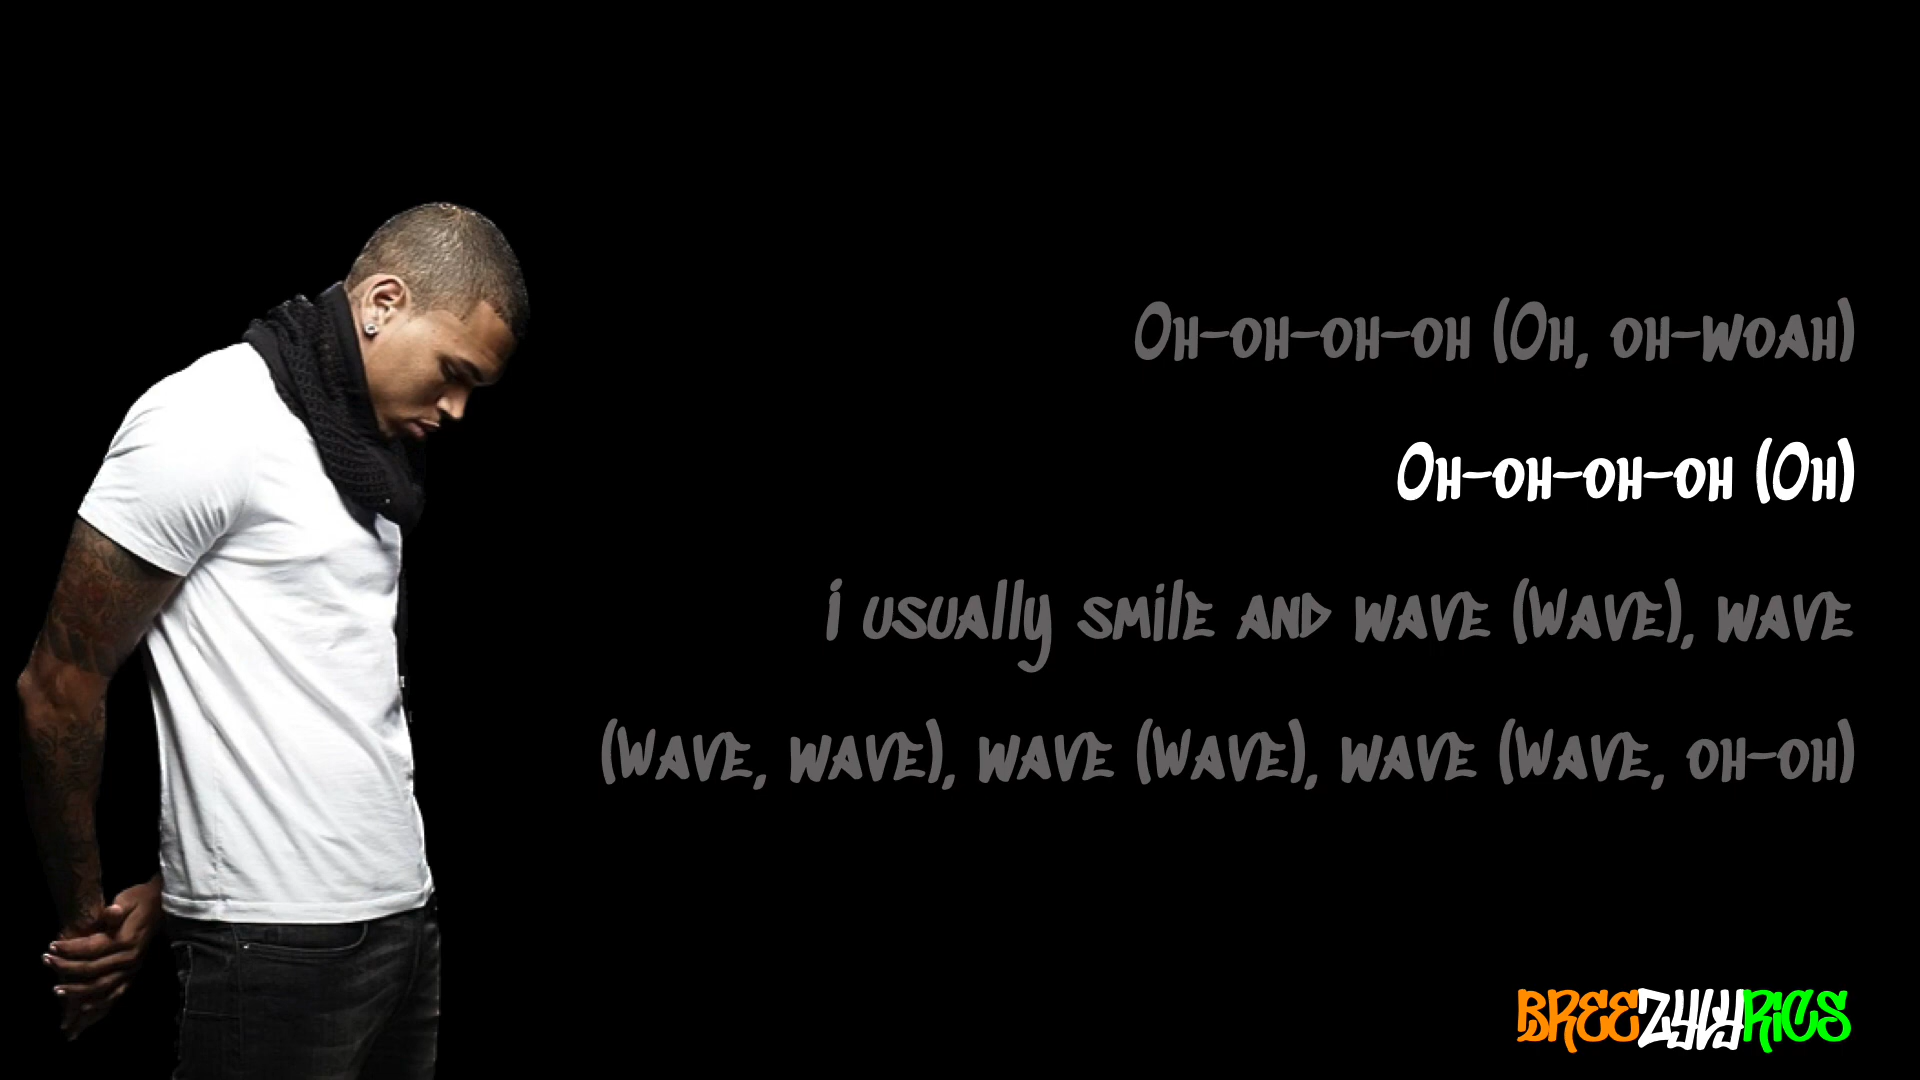 Oh-oh-oh-oh (Oh, oh-woah)
Oh-oh-oh-oh (Oh)
i usually smile and wave (Wave), wave
(Wave, wave), wave (Wave), wave (Wave, oh-oh)
BREEZYLYRICS